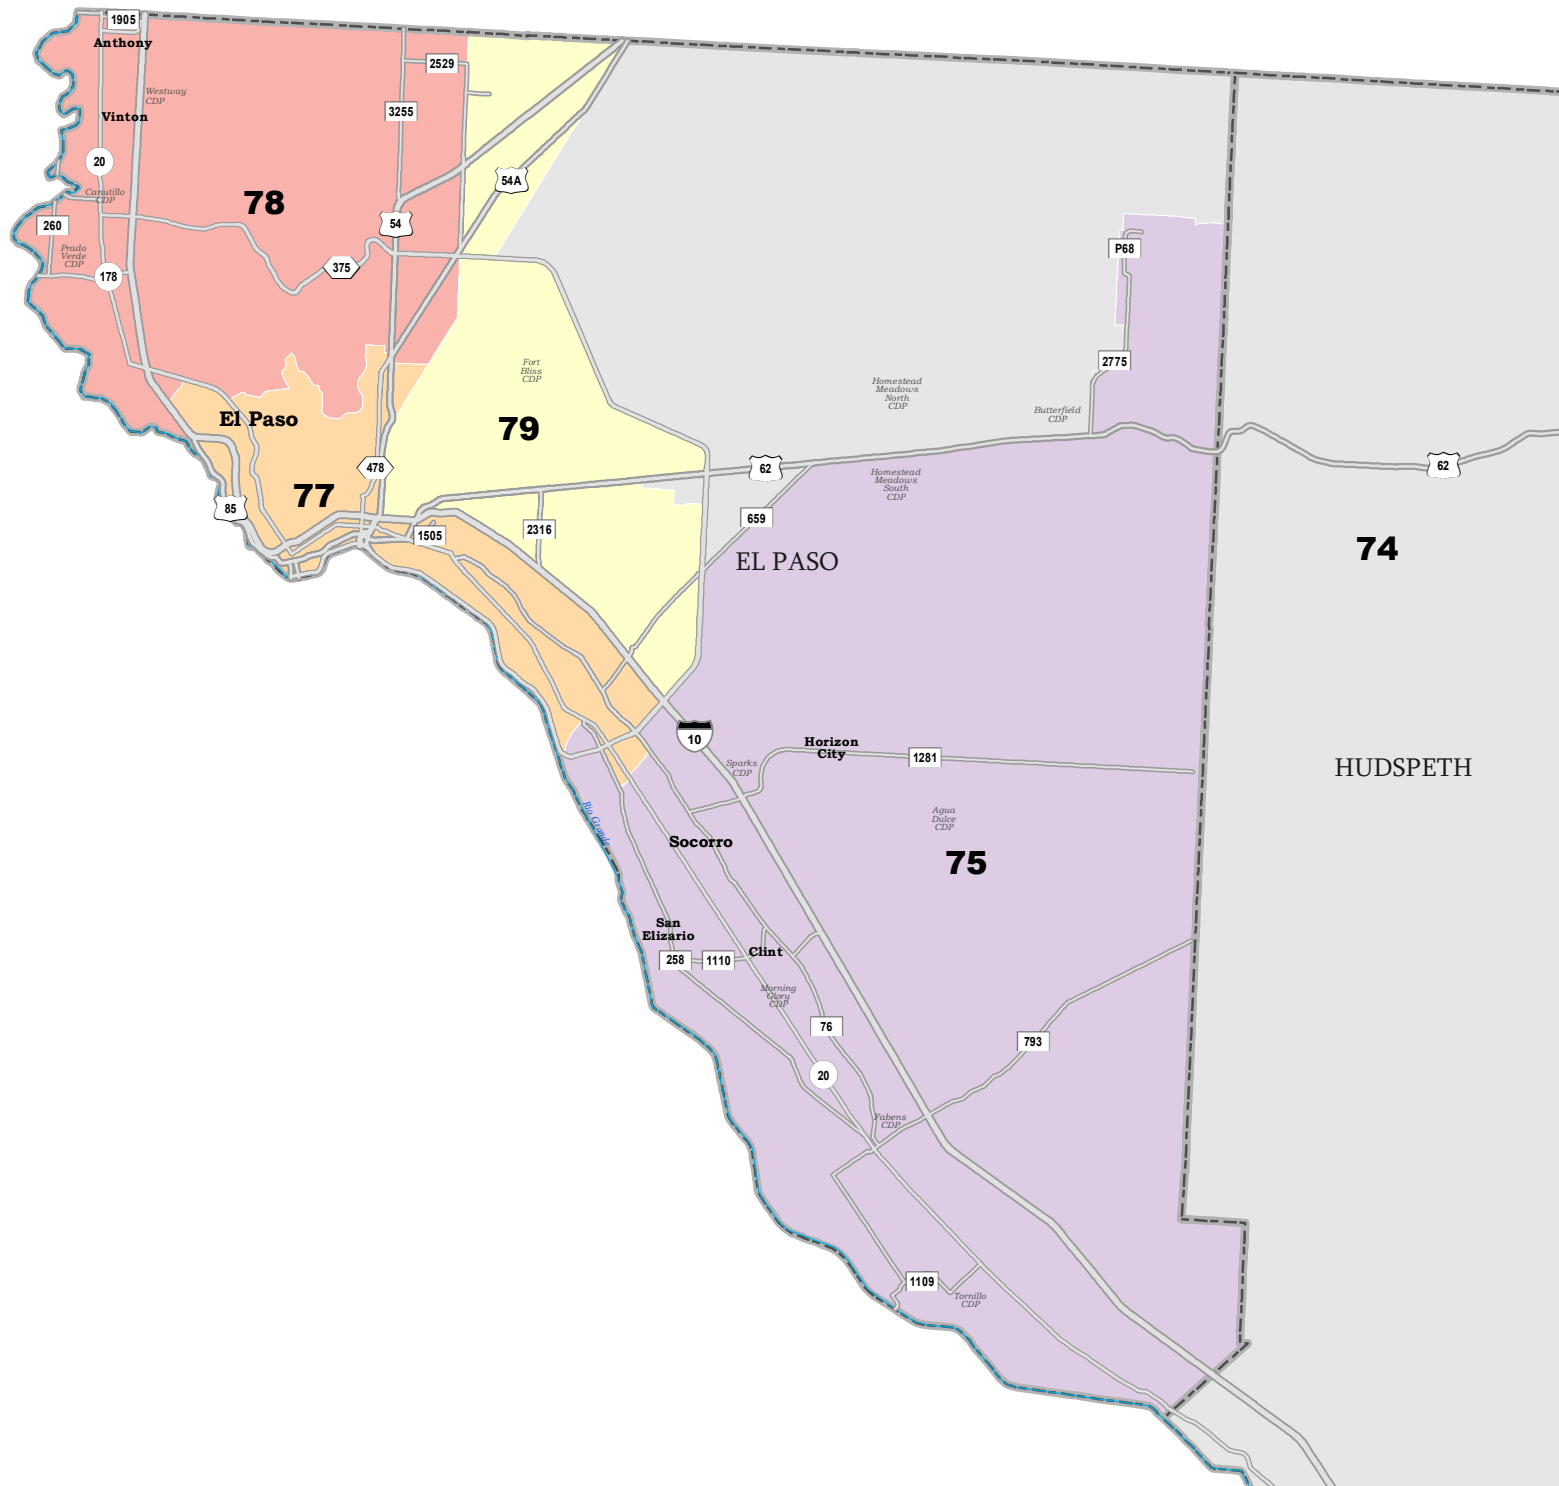 1905
Anthony
2529
Westway
CDP
3255
Vinton
20
54A
Canutillo
CDP
78
260
54
P68
Prado
Verde
CDP
375
178
2775
Fort
Bliss
CDP
Homestead
Meadows
North
CDP
Butterfield
CDP
El Paso
79
478
62
62
Homestead
Meadows
South
CDP
77
85
659
2316
1505
74
EL PASO
10
Horizon
City
1281
Sparks
CDP
HUDSPETH
Rio Grande
Agua
Dulce
CDP
Socorro
75
San
Elizario
Clint
258
1110
Morning
Glory
CDP
76
793
20
Fabens
CDP
1109
Tornillo
CDP